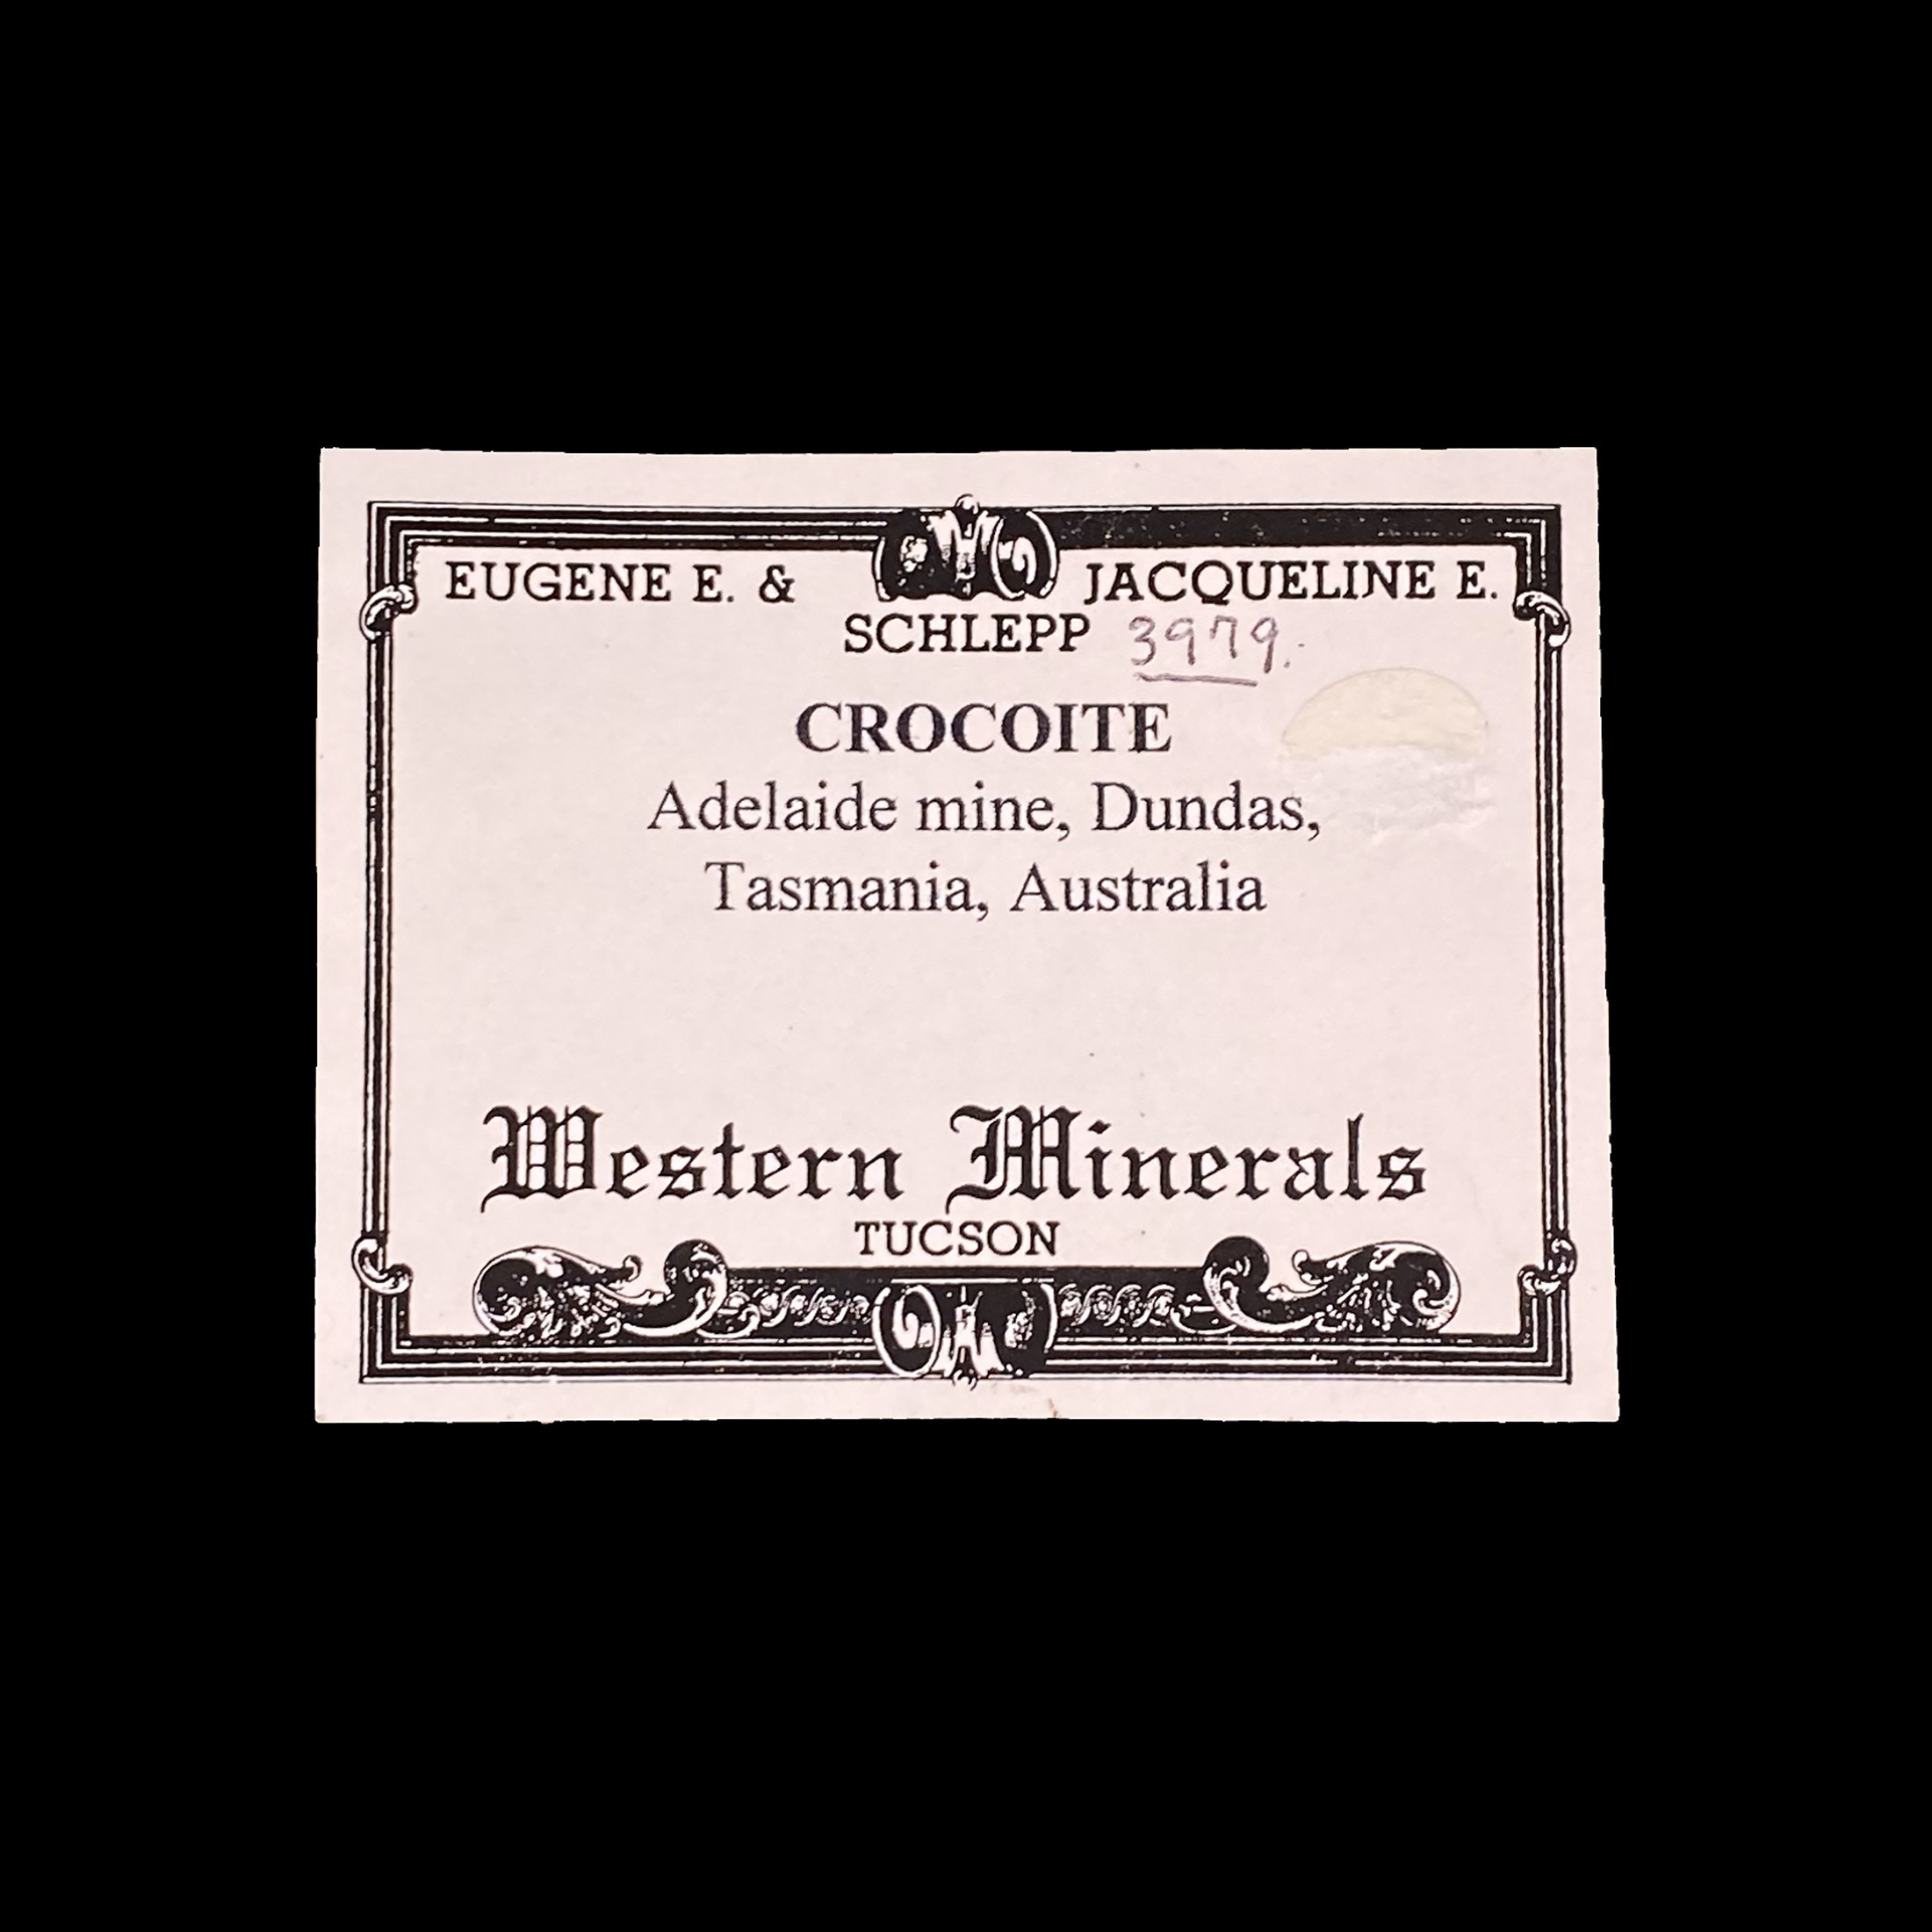 EUGENE E. & JACQUELINE E.
SCHLEPP 3979.
CROCOITE
Adelaide mine, Dundas,
Tasmania, Australia
Western Minerals
TUCSON